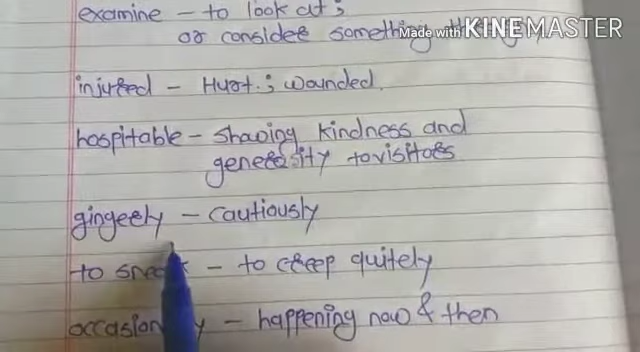 examine - to look at ;
or consider something
Made with KINEMASTER
injured - Hurt. ; wounded.
hospitable - showing kindness and
generosity to visitors
gingerly - cautiously
to - to creep quitely
- happening now & then